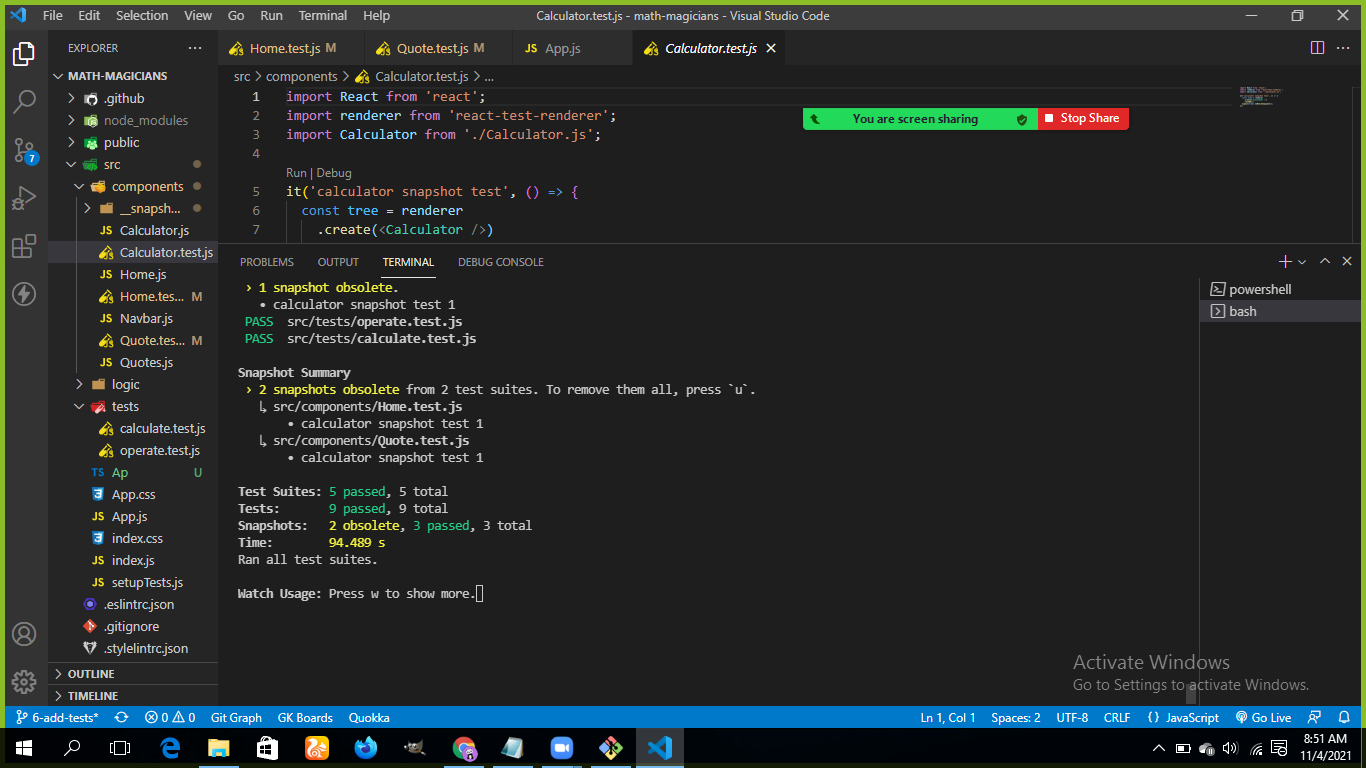 File Edit Selection View Go Run Terminal Help
Calculator.test.js - math-magicians - Visual Studio Code
EXPLORER
Home.test.js M
Quote.test.js M
JS App.js
Calculator.test.js
MATH-MAGICIANS
.github
node_modules
public
src
components
__snapsh...
JS Calculator.js
Calculator.test.js
JS Home.js
Home.tes... M
JS Navbar.js
Quote.tes... M
JS Quotes.js
logic
tests
calculate.test.js
operate.test.js
TS Ap U
App.css
JS App.js
index.css
JS index.js
JS setupTests.js
.eslintrc.json
.gitignore
.stylelintrc.json
OUTLINE
TIMELINE
7
src > components > Calculator.test.js > ...
1 import React from 'react';
2 import renderer from 'react-test-renderer';
3 import Calculator from './Calculator.js';
4
Run | Debug
5 it('calculator snapshot test', () => {
6 const tree = renderer
7 .create(<Calculator />)
You are screen sharing
Stop Share
PROBLEMS OUTPUT TERMINAL DEBUG CONSOLE
powershell
bash
› 1 snapshot obsolete.
• calculator snapshot test 1
PASS src/tests/operate.test.js
PASS src/tests/calculate.test.js
Snapshot Summary
› 2 snapshots obsolete from 2 test suites. To remove them all, press `u`.
↳ src/components/Home.test.js
• calculator snapshot test 1
↳ src/components/Quote.test.js
• calculator snapshot test 1
Test Suites: 5 passed, 5 total
Tests: 9 passed, 9 total
Snapshots: 2 obsolete, 3 passed, 3 total
Time: 94.489 s
Ran all test suites.
Watch Usage: Press w to show more.
Activate Windows
Go to Settings to activate Windows.
6-add-tests* 0 0 Git Graph GK Boards Quokka
Ln 1, Col 1 Spaces: 2 UTF-8 CRLF {} JavaScript Go Live
8:51 AM
11/4/2021